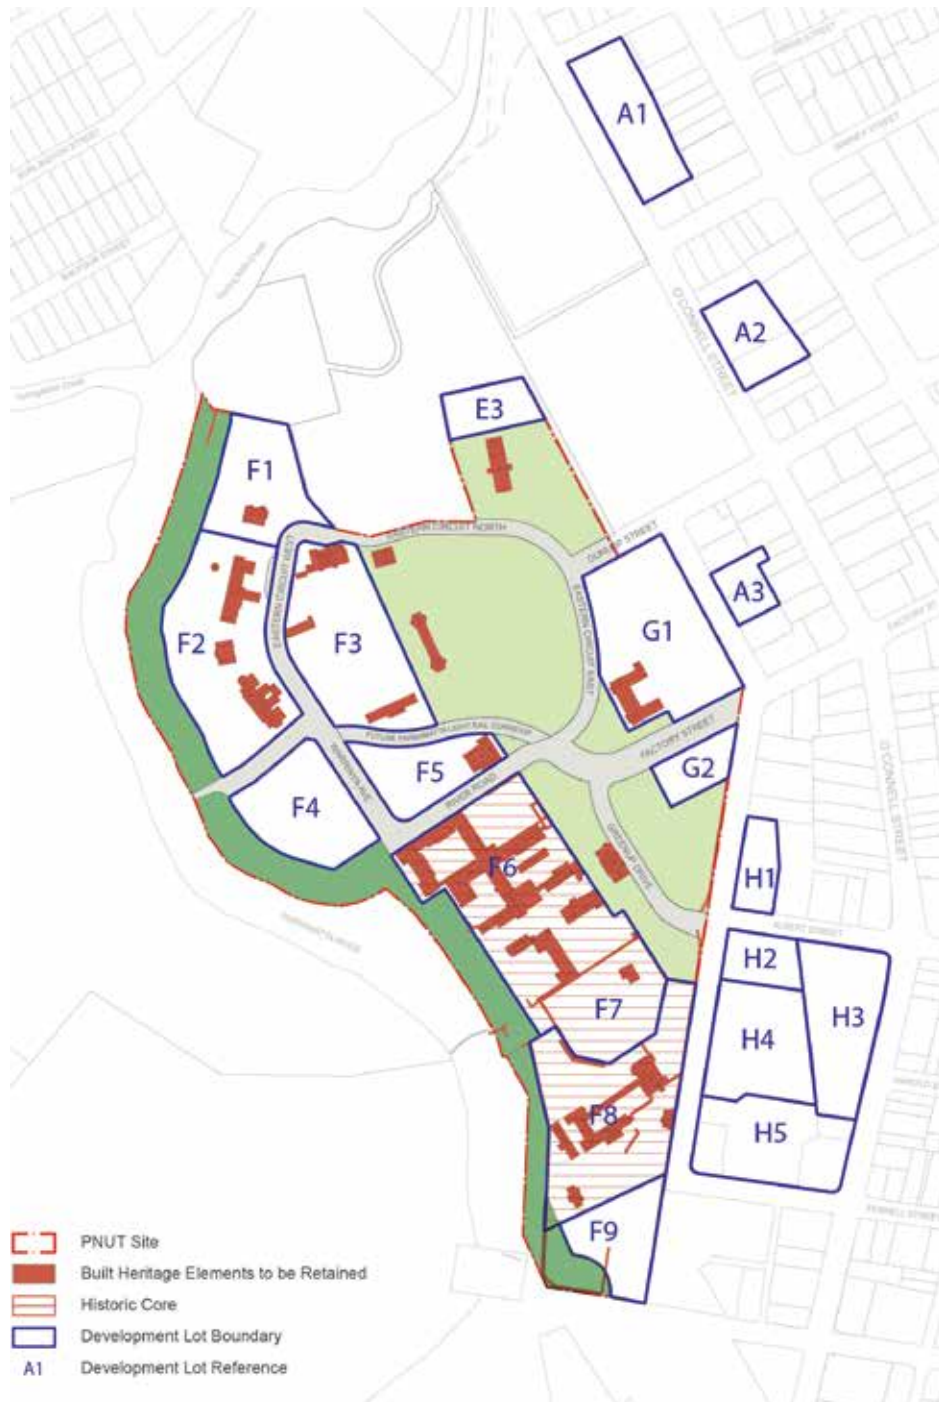 A1
A2
O'CONNELL STREET
E3
F1
EASTERN CIRCUIT NORTH
DUNLOP STREET
A3
EASTERN CIRCUIT WEST
EASTERN CIRCUIT EAST
F2
F3
G1
FACTORY STREET
FUTURE PARRAMATTA LIGHT RAIL CORRIDOR
F5
G2
RIVER ROAD
F4
O'CONNELL STREET
GREENUP DRIVE
F6
H1
ALBERT STREET
H2
F7
H3
H4
F8
H5
F9
PNUT Site
Built Heritage Elements to be Retained
Historic Core
Development Lot Boundary
A1 Development Lot Reference